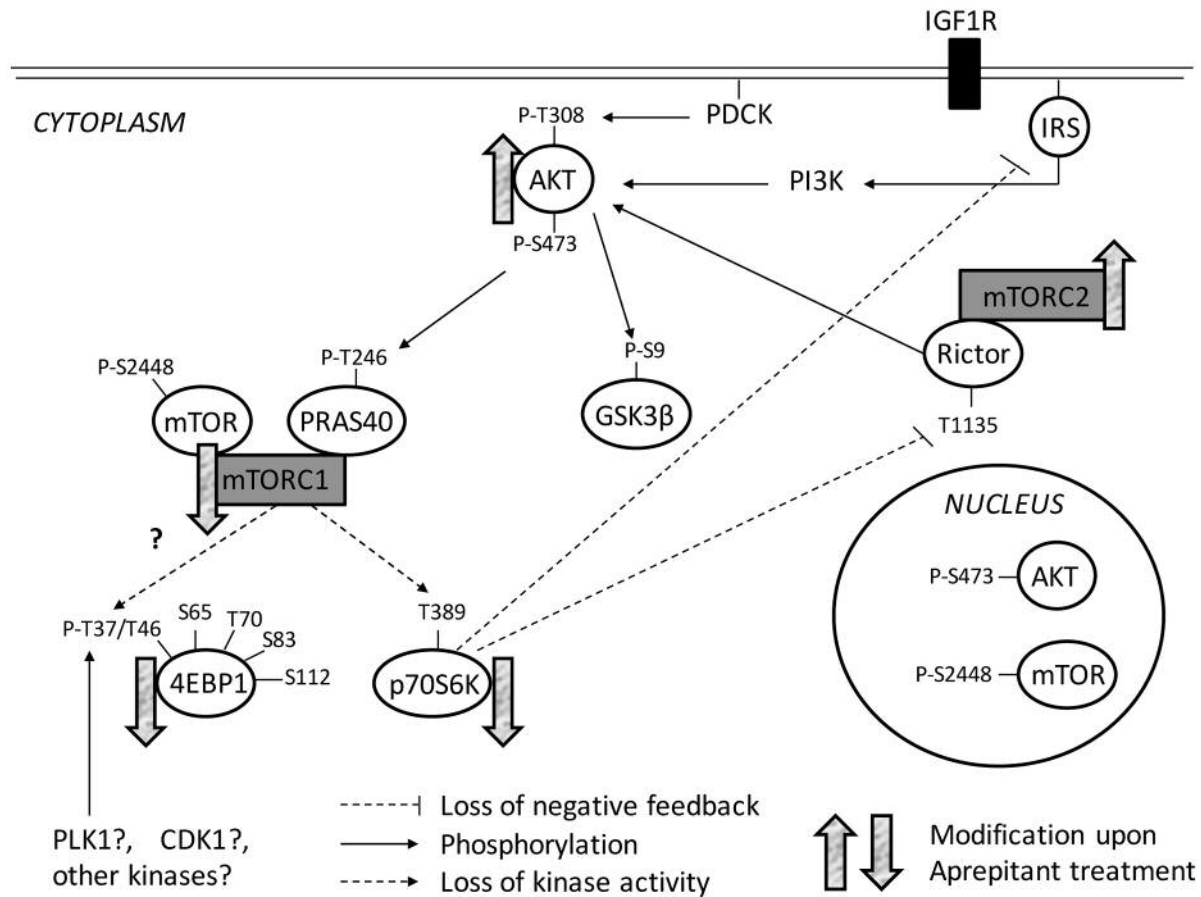 IGF1R
CYTOPLASM
P-T308
PDCK
IRS
AKT
PI3K
P-S473
mTORC2
Rictor
T1135
P-S2448
P-T246
P-S9
mTOR
PRAS40
GSK3β
mTORC1
?
NUCLEUS
P-S473
AKT
P-S2448
mTOR
P-T37/T46
S65
T70
S83
S112
4EBP1
T389
p70S6K
PLK1?, CDK1?,
other kinases?
Loss of negative feedback
Phosphorylation
Loss of kinase activity
Modification upon
Aprepitant treatment